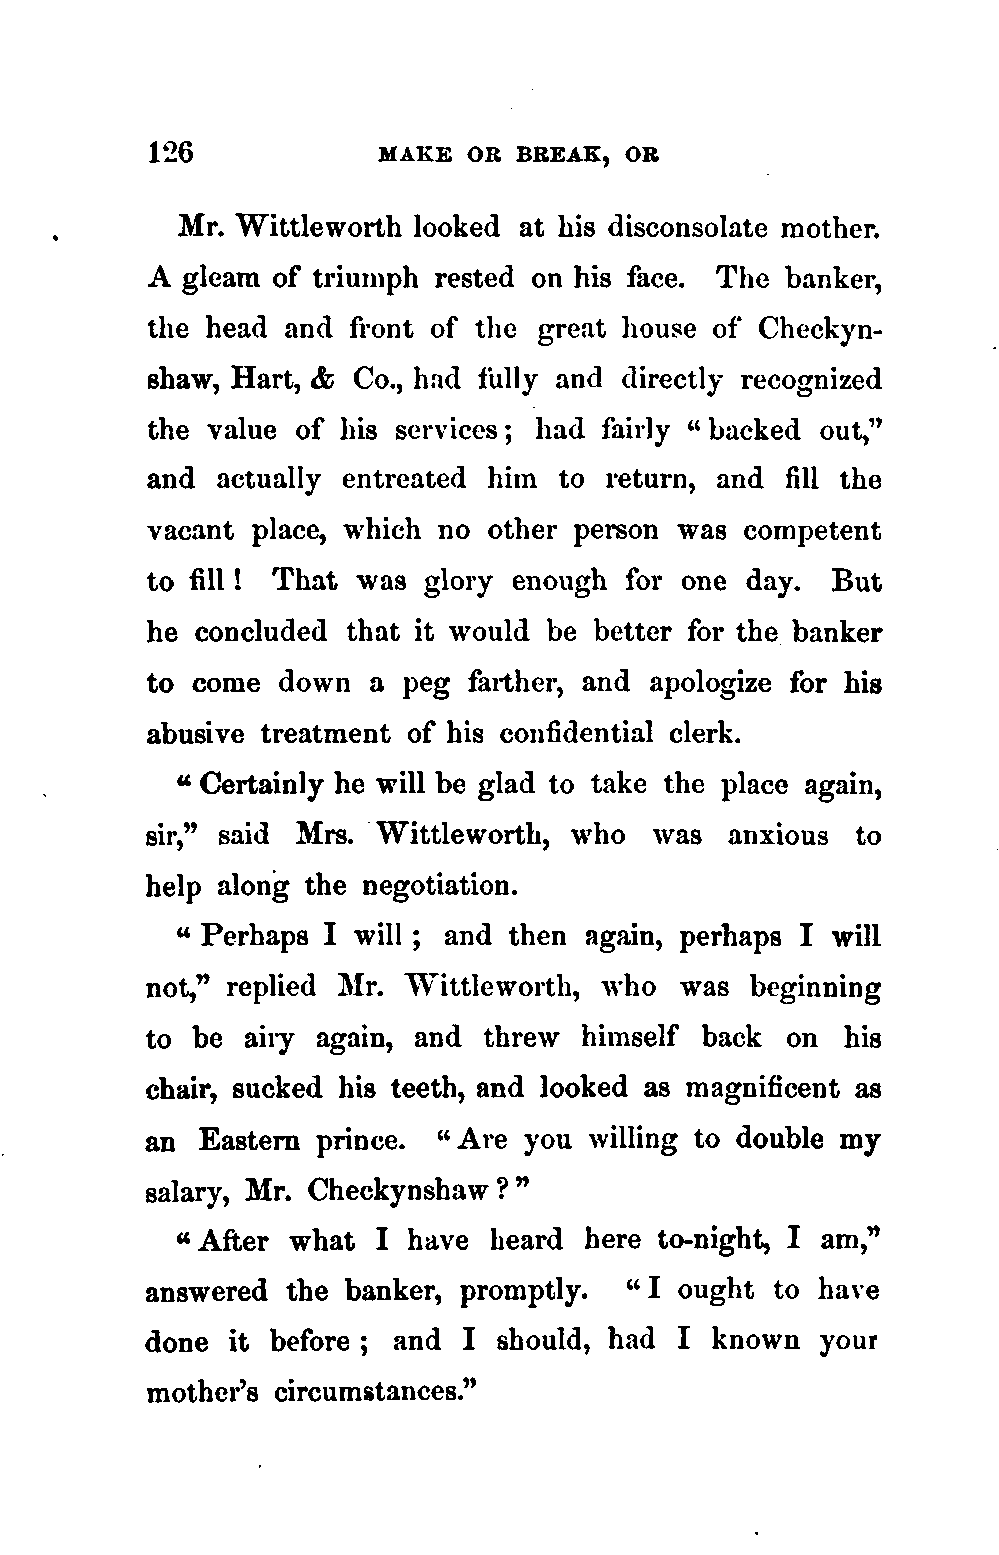 126 MAKE OR BREAK, OR
Mr. Wittleworth looked at his disconsolate mother.
A gleam of triumph rested on his face. The banker,
the head and front of the great house of Checkyn-
shaw, Hart, & Co., had fully and directly recognized
the value of his services; had fairly “backed out,”
and actually entreated him to return, and fill the
vacant place, which no other person was competent
to fill! That was glory enough for one day. But
he concluded that it would be better for the banker
to come down a peg farther, and apologize for his
abusive treatment of his confidential clerk.
“Certainly he will be glad to take the place again,
sir,” said Mrs. Wittleworth, who was anxious to
help along the negotiation.
“Perhaps I will; and then again, perhaps I will
not,” replied Mr. Wittleworth, who was beginning
to be airy again, and threw himself back on his
chair, sucked his teeth, and looked as magnificent as
an Eastern prince. “Are you willing to double my
salary, Mr. Checkynshaw?”
“After what I have heard here to-night, I am,”
answered the banker, promptly. “I ought to have
done it before; and I should, had I known your
mother’s circumstances.”